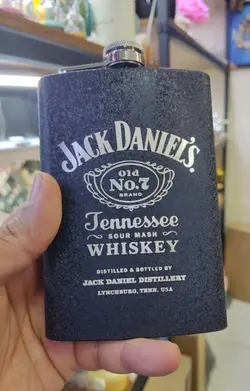 JACK DANIEL'S
Old
NO.7
BRAND
Tennessee
SOUR MASH
WHISKEY
DISTILLED & BOTTLED BY
JACK DANIEL DISTILLERY
LYNCHBURG, TENN. USA